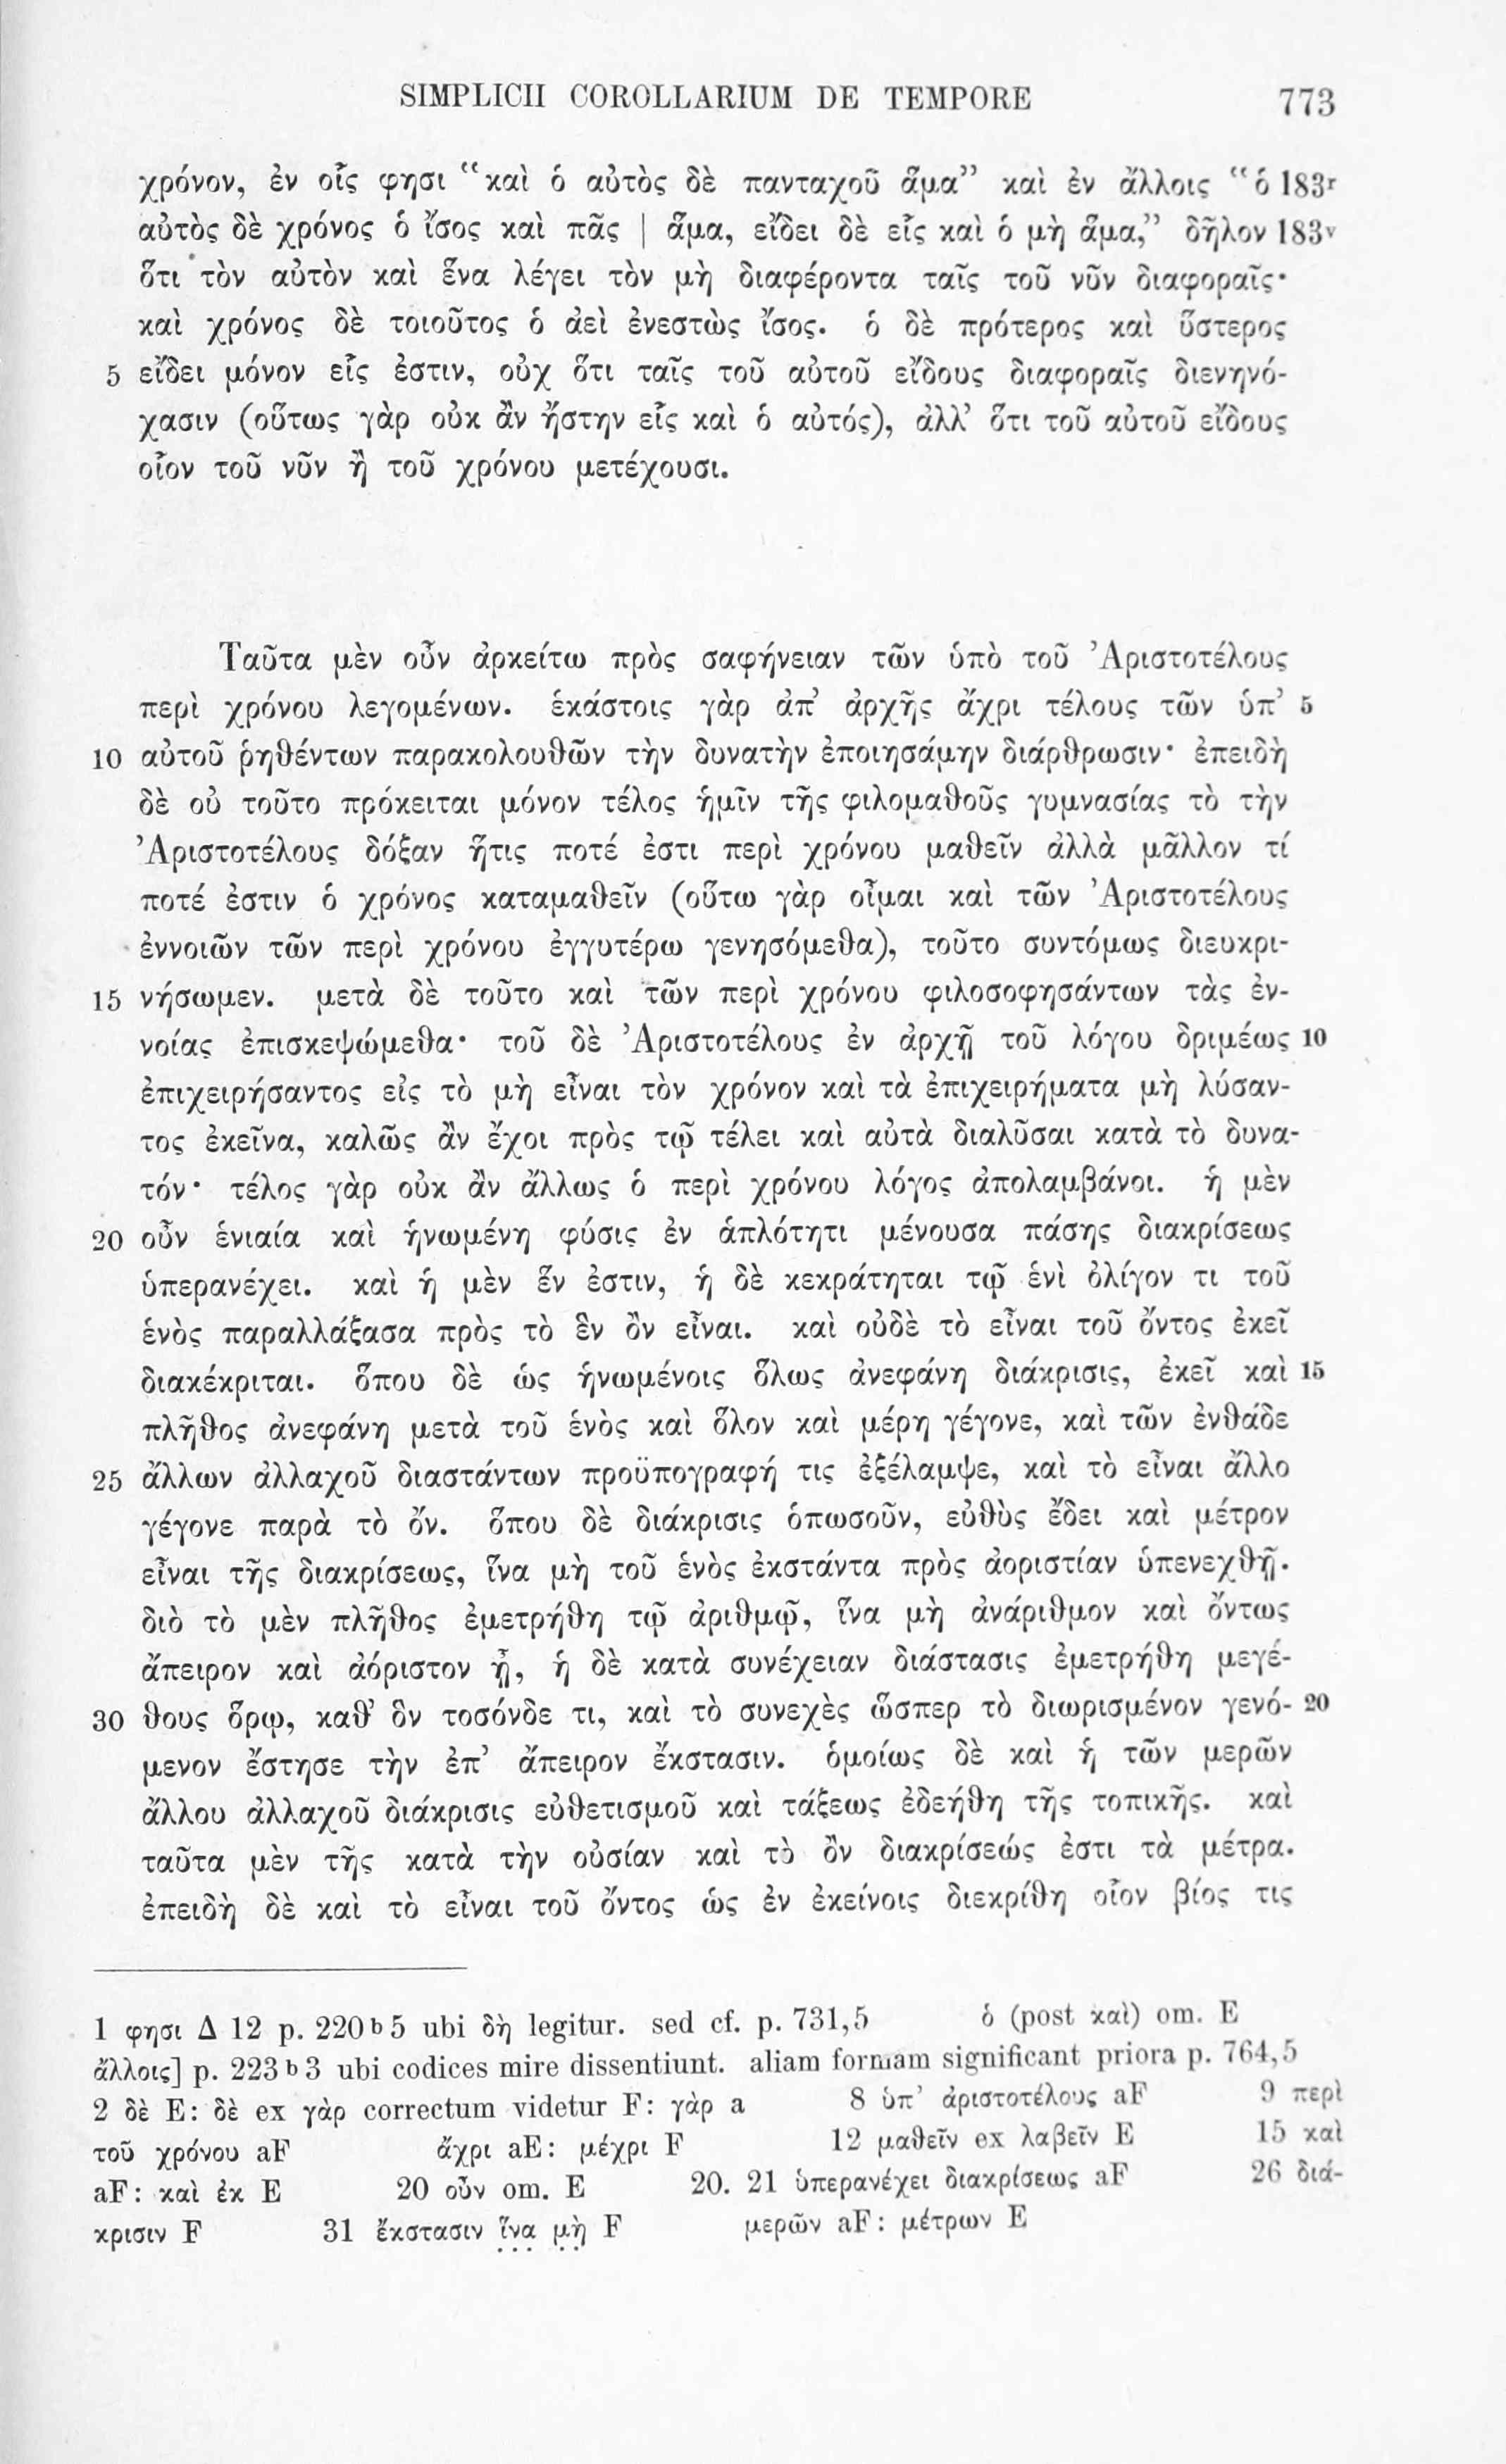 SIMPLICII COROLLARIUM DE TEMPORE 773
χρόνον, ἐν οἷς φησι “καὶ ὁ αὐτὸς δὲ πανταχοῦ ἅμα” καὶ ἐν ἄλλοις “ὁ 183r
αὐτὸς δὲ χρόνος ὁ ἴσος καὶ πᾶς | ἅμα, εἴδει δὲ εἷς καὶ ὁ μὴ ἅμα,” δῆλον 183v
ὅτι τὸν αὐτὸν καὶ ἕνα λέγει τὸν μὴ διαφέροντα ταῖς τοῦ νῦν διαφοραῖς·
καὶ χρόνος δὲ τοιοῦτος ὁ ἀεὶ ἐνεστὼς ἴσος. ὁ δὲ πρότερος καὶ ὕστερος
5 εἴδει μόνον εἷς ἐστιν, οὐχ ὅτι ταῖς τοῦ αὐτοῦ εἴδους διαφοραῖς διενηνό-
χασιν (οὕτως γὰρ οὐκ ἂν ἤστην εἷς καὶ ὁ αὐτός), ἀλλ’ ὅτι τοῦ αὐτοῦ εἴδους
οἷον τοῦ νῦν ἢ τοῦ χρόνου μετέχουσι.
Ταῦτα μὲν οὖν ἀρκείτω πρὸς σαφήνειαν τῶν ὑπὸ τοῦ Ἀριστοτέλους
περὶ χρόνου λεγομένων. ἑκάστοις γὰρ ἀπ’ ἀρχῆς ἄχρι τέλους τῶν ὑπ’ 5
10 αὐτοῦ ῥηθέντων παρακολουθῶν τὴν δυνατὴν ἐποιησάμην διάρθρωσιν· ἐπειδὴ
δὲ οὐ τοῦτο πρόκειται μόνον τέλος ἡμῖν τῆς φιλομαθοῦς γυμνασίας τὸ τὴν
Ἀριστοτέλους δόξαν ἥτις ποτέ ἐστι περὶ χρόνου μαθεῖν ἀλλὰ μᾶλλον τί
ποτέ ἐστιν ὁ χρόνος καταμαθεῖν (οὕτω γὰρ οἶμαι καὶ τῶν Ἀριστοτέλους
ἐννοιῶν τῶν περὶ χρόνου ἐγγυτέρω γενησόμεθα), τοῦτο συντόμως διευκρι-
15 νήσωμεν. μετὰ δὲ τοῦτο καὶ τῶν περὶ χρόνου φιλοσοφησάντων τὰς ἐν-
νοίας ἐπισκεψώμεθα· τοῦ δὲ Ἀριστοτέλους ἐν ἀρχῇ τοῦ λόγου δριμέως 10
ἐπιχειρήσαντος εἰς τὸ μὴ εἶναι τὸν χρόνον καὶ τὰ ἐπιχειρήματα μὴ λύσαν-
τος ἐκεῖνα, καλῶς ἂν ἔχοι πρὸς τῷ τέλει καὶ αὐτὰ διαλῦσαι κατὰ τὸ δυνα-
τόν· τέλος γὰρ οὐκ ἂν ἄλλως ὁ περὶ χρόνου λόγος ἀπολαμβάνοι. ἡ μὲν
20 οὖν ἑνιαία καὶ ἡνωμένη φύσις ἐν ἁπλότητι μένουσα πάσης διακρίσεως
ὑπερανέχει. καὶ ἡ μὲν ἕν ἐστιν, ἡ δὲ κεκράτηται τῷ ἑνὶ ὀλίγον τι τοῦ
ἑνὸς παραλλάξασα πρὸς τὸ ἓν ὂν εἶναι. καὶ οὐδὲ τὸ εἶναι τοῦ ὄντος ἐκεῖ
διακέκριται. ὅπου δὲ ὡς ἡνωμένοις ὅλως ἀνεφάνη διάκρισις, ἐκεῖ καὶ 15
πλῆθος ἀνεφάνη μετὰ τοῦ ἑνὸς καὶ ὅλον καὶ μέρη γέγονε, καὶ τῶν ἐνθάδε
25 ἄλλων ἀλλαχοῦ διαστάντων προϋπογραφή τις ἐξέλαμψε, καὶ τὸ εἶναι ἄλλο
γέγονε παρὰ τὸ ὄν. ὅπου δὲ διάκρισις ὁπωσοῦν, εὐθὺς ἔδει καὶ μέτρον
εἶναι τῆς διακρίσεως, ἵνα μὴ τοῦ ἑνὸς ἐκστάντα πρὸς ἀοριστίαν ὑπενεχθῇ.
διὸ τὸ μὲν πλῆθος ἐμετρήθη τῷ ἀριθμῷ, ἵνα μὴ ἀνάριθμον καὶ ὄντως
ἄπειρον καὶ ἀόριστον ᾖ, ἡ δὲ κατὰ συνέχειαν διάστασις ἐμετρήθη μεγέ-
30 θους ὅρῳ, καθ’ ὃν τοσόνδε τι, καὶ τὸ συνεχὲς ὥσπερ τὸ διωρισμένον γενό- 20
μενον ἔστησε τὴν ἐπ’ ἄπειρον ἔκστασιν. ὁμοίως δὲ καὶ ἡ τῶν μερῶν
ἄλλου ἀλλαχοῦ διάκρισις εὐθετισμοῦ καὶ τάξεως ἐδεήθη τῆς τοπικῆς. καὶ
ταῦτα μὲν τῆς κατὰ τὴν οὐσίαν καὶ τὸ ὂν διακρίσεώς ἐστι τὰ μέτρα.
ἐπειδὴ δὲ καὶ τὸ εἶναι τοῦ ὄντος ὡς ἐν ἐκείνοις διεκρίθη οἷον βίος τις
1 φησι Δ 12 p. 220 b 5 ubi δὴ legitur. sed cf. p. 731,5 ὁ (post καὶ) om. E
ἄλλοις] p. 223 b 3 ubi codices mire dissentiunt. aliam formam significant priora p. 764,5
2 δὲ E: δὲ ex γὰρ correctum videtur F: γὰρ a 8 ὑπ’ ἀριστοτέλους aF 9 περὶ
τοῦ χρόνου aF ἄχρι aE: μέχρι F 12 μαθεῖν ex λαβεῖν E 15 καὶ
aF: καὶ ἐκ E 20 οὖν om. E 20. 21 ὑπερανέχει διακρίσεως aF 26 διά-
κρισιν F 31 ἔκστασιν ἵνα μὴ F μερῶν aF: μέτρων E